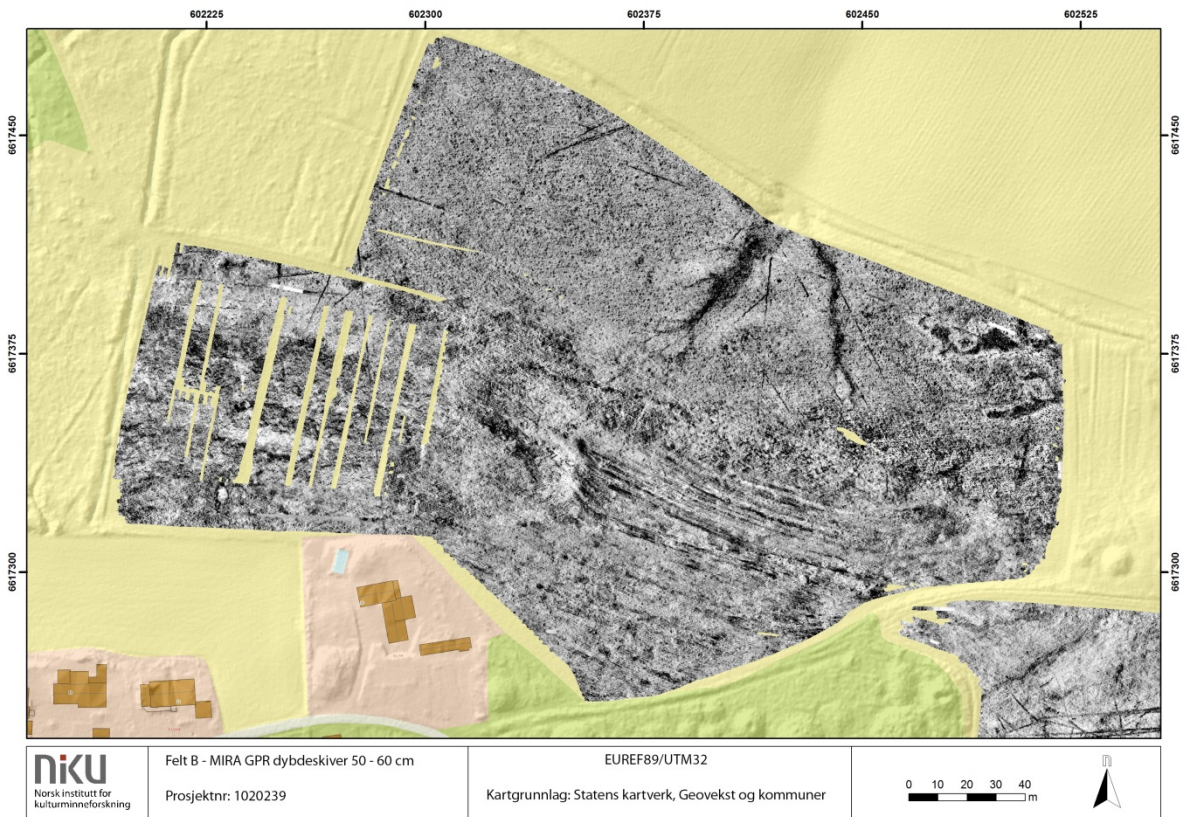 602225 602300 602375 602450 602525
6617450 6617450
6617375 6617375
6617300 6617300
niku
Norsk institutt for
kulturminneforskning
Felt B - MIRA GPR dybdeskiver 50 - 60 cm
Prosjektnr: 1020239
EUREF89/UTM32
Kartgrunnlag: Statens kartverk, Geovekst og kommuner
0 10 20 30 40
m
n